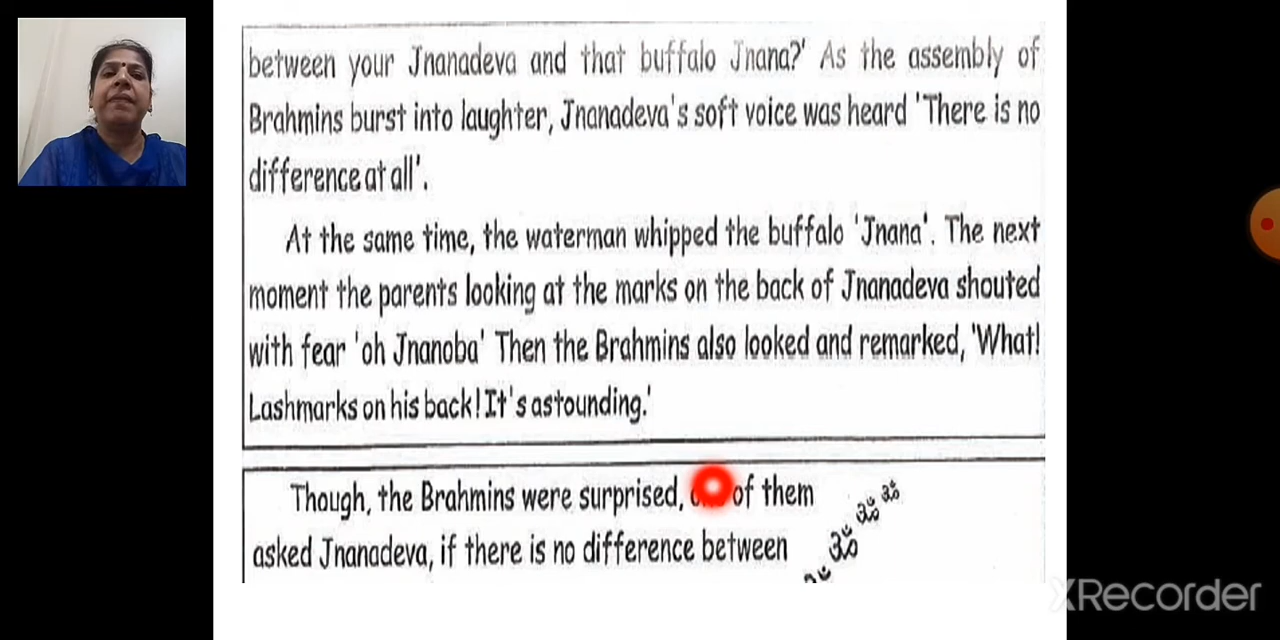 between your Jnanadeva and that buffalo Jnana?' As the assembly of
Brahmins burst into laughter, Jnanadeva's soft voice was heard 'There is no
difference at all'.
At the same time, the waterman whipped the buffalo 'Jnana'. The next
moment the parents looking at the marks on the back of Jnanadeva shouted
with fear 'oh Jnanoba' Then the Brahmins also looked and remarked, 'What!
Lashmarks on his back! It's astounding.'
Though, the Brahmins were surprised, of them
asked Jnanadeva, if there is no difference between
ॐ ॐ ॐ
XRecorder